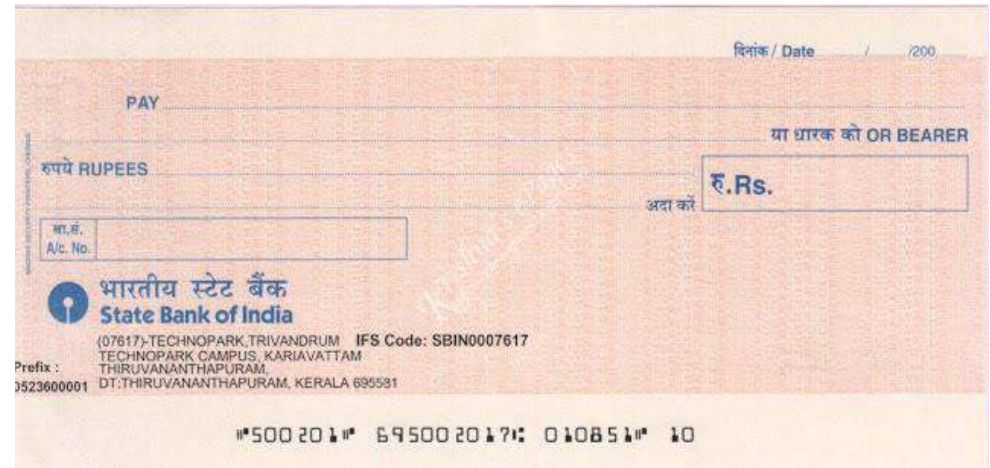 दिनांक / Date / /200
PAY
या धारक को OR BEARER
रुपये RUPEES
अदा करें
रु.Rs.
खा.सं.
A/c. No.
भारतीय स्टेट बैंक
State Bank of India
(07617)-TECHNOPARK,TRIVANDRUM IFS Code: SBIN0007617
TECHNOPARK CAMPUS, KARIAVATTAM
Prefix : THIRUVANANTHAPURAM,
0523600001 DT:THIRUVANANTHAPURAM, KERALA 695581
⑈500201⑈ 695002017⑆ 010851⑈ 10